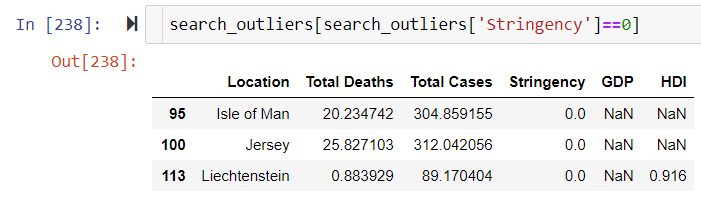 In [238]: search_outliers[search_outliers['Stringency']==0]
Out[238]:
Location Total Deaths Total Cases Stringency GDP HDI
95 Isle of Man 20.234742 304.859155 0.0 NaN NaN
100 Jersey 25.827103 312.042056 0.0 NaN NaN
113 Liechtenstein 0.883929 89.170404 0.0 NaN 0.916